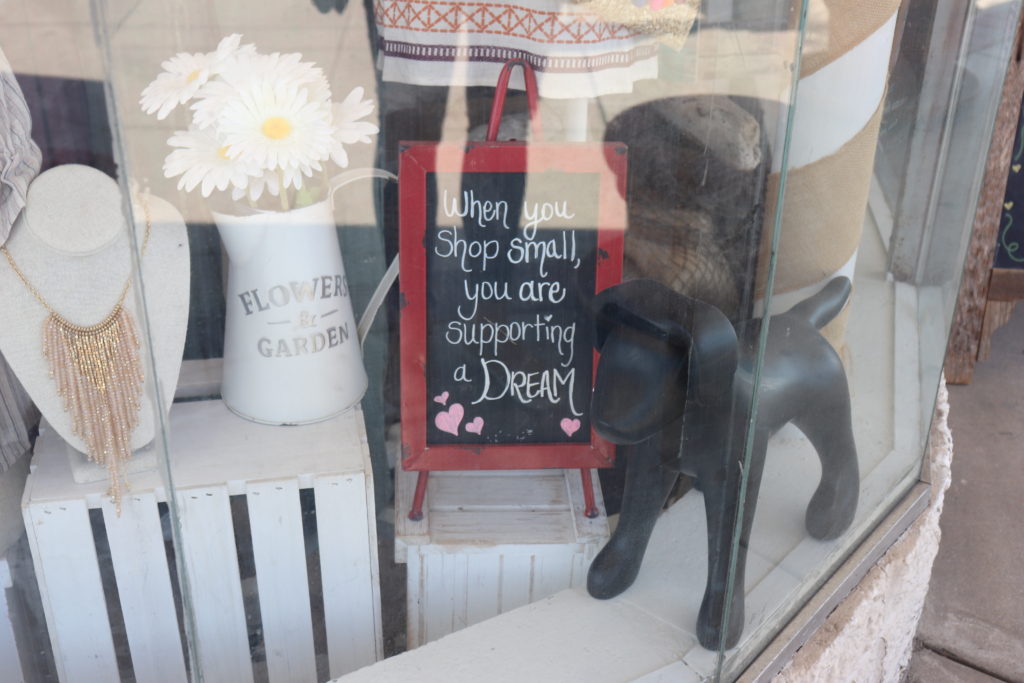 FLOWERS
&
GARDEN
When you
shop small,
you are
supporting
a DREAM